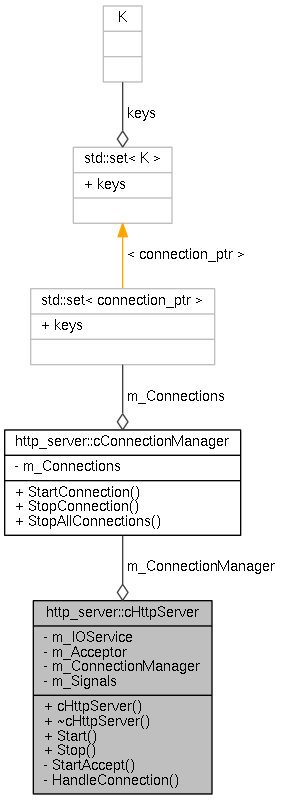 K
keys
std::set< K >
+ keys
< connection_ptr >
std::set< connection_ptr >
+ keys
m_Connections
http_server::cConnectionManager
- m_Connections
+ StartConnection()
+ StopConnection()
+ StopAllConnections()
m_ConnectionManager
http_server::cHttpServer
- m_IOService
- m_Acceptor
- m_ConnectionManager
- m_Signals
+ cHttpServer()
+ ~cHttpServer()
+ Start()
+ Stop()
- StartAccept()
- HandleConnection()